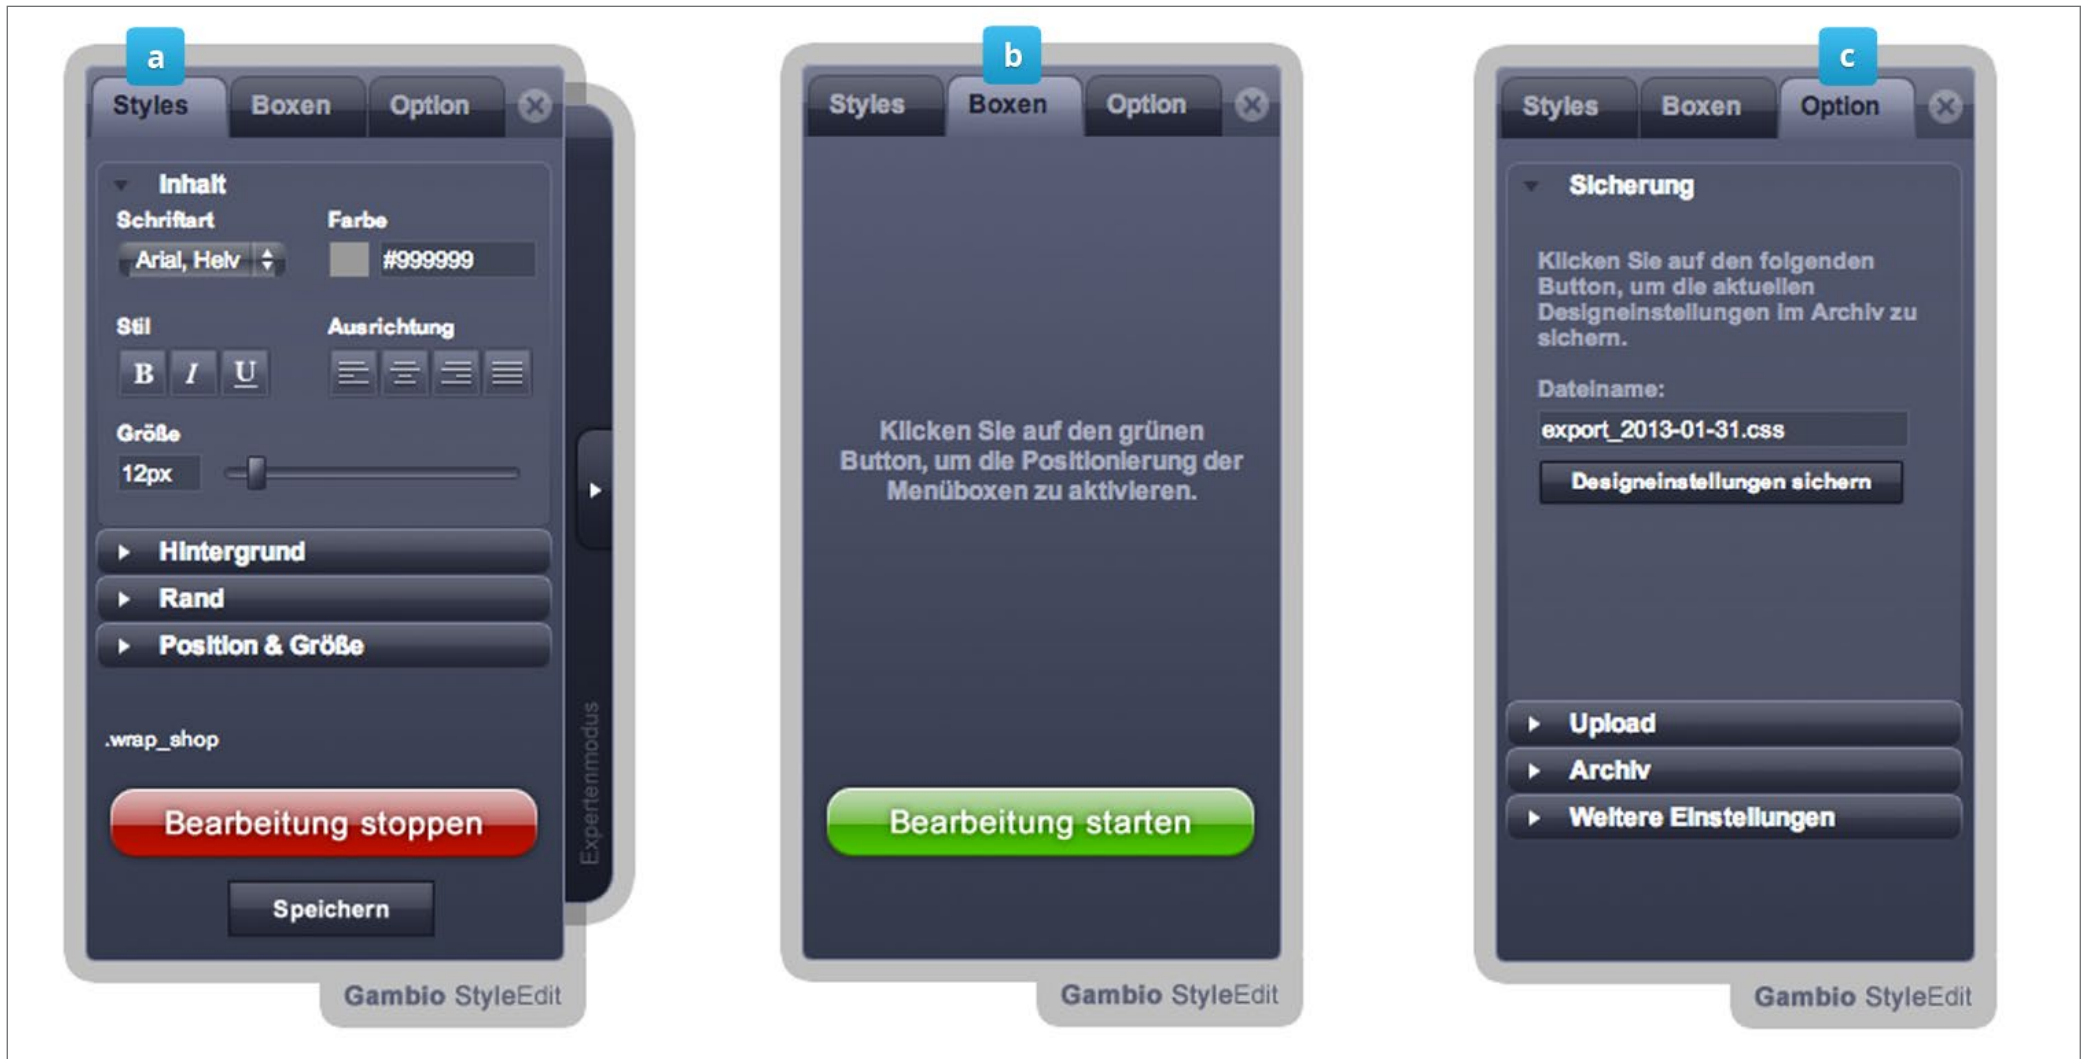 a
Styles Boxen Option
Inhalt
Schriftart Farbe
Arial, Helv #999999
Stil Ausrichtung
B I U
Größe
12px
Hintergrund
Rand
Position & Größe
.wrap_shop
Bearbeitung stoppen
Speichern
Expertenmodus
Gambio StyleEdit
b
Styles Boxen Option
Klicken Sie auf den grünen
Button, um die Positionierung der
Menüboxen zu aktivieren.
Bearbeitung starten
Gambio StyleEdit
c
Styles Boxen Option
Sicherung
Klicken Sie auf den folgenden
Button, um die aktuellen
Designeinstellungen im Archiv zu
sichern.
Dateiname:
export_2013-01-31.css
Designeinstellungen sichern
Upload
Archiv
Weitere Einstellungen
Gambio StyleEdit